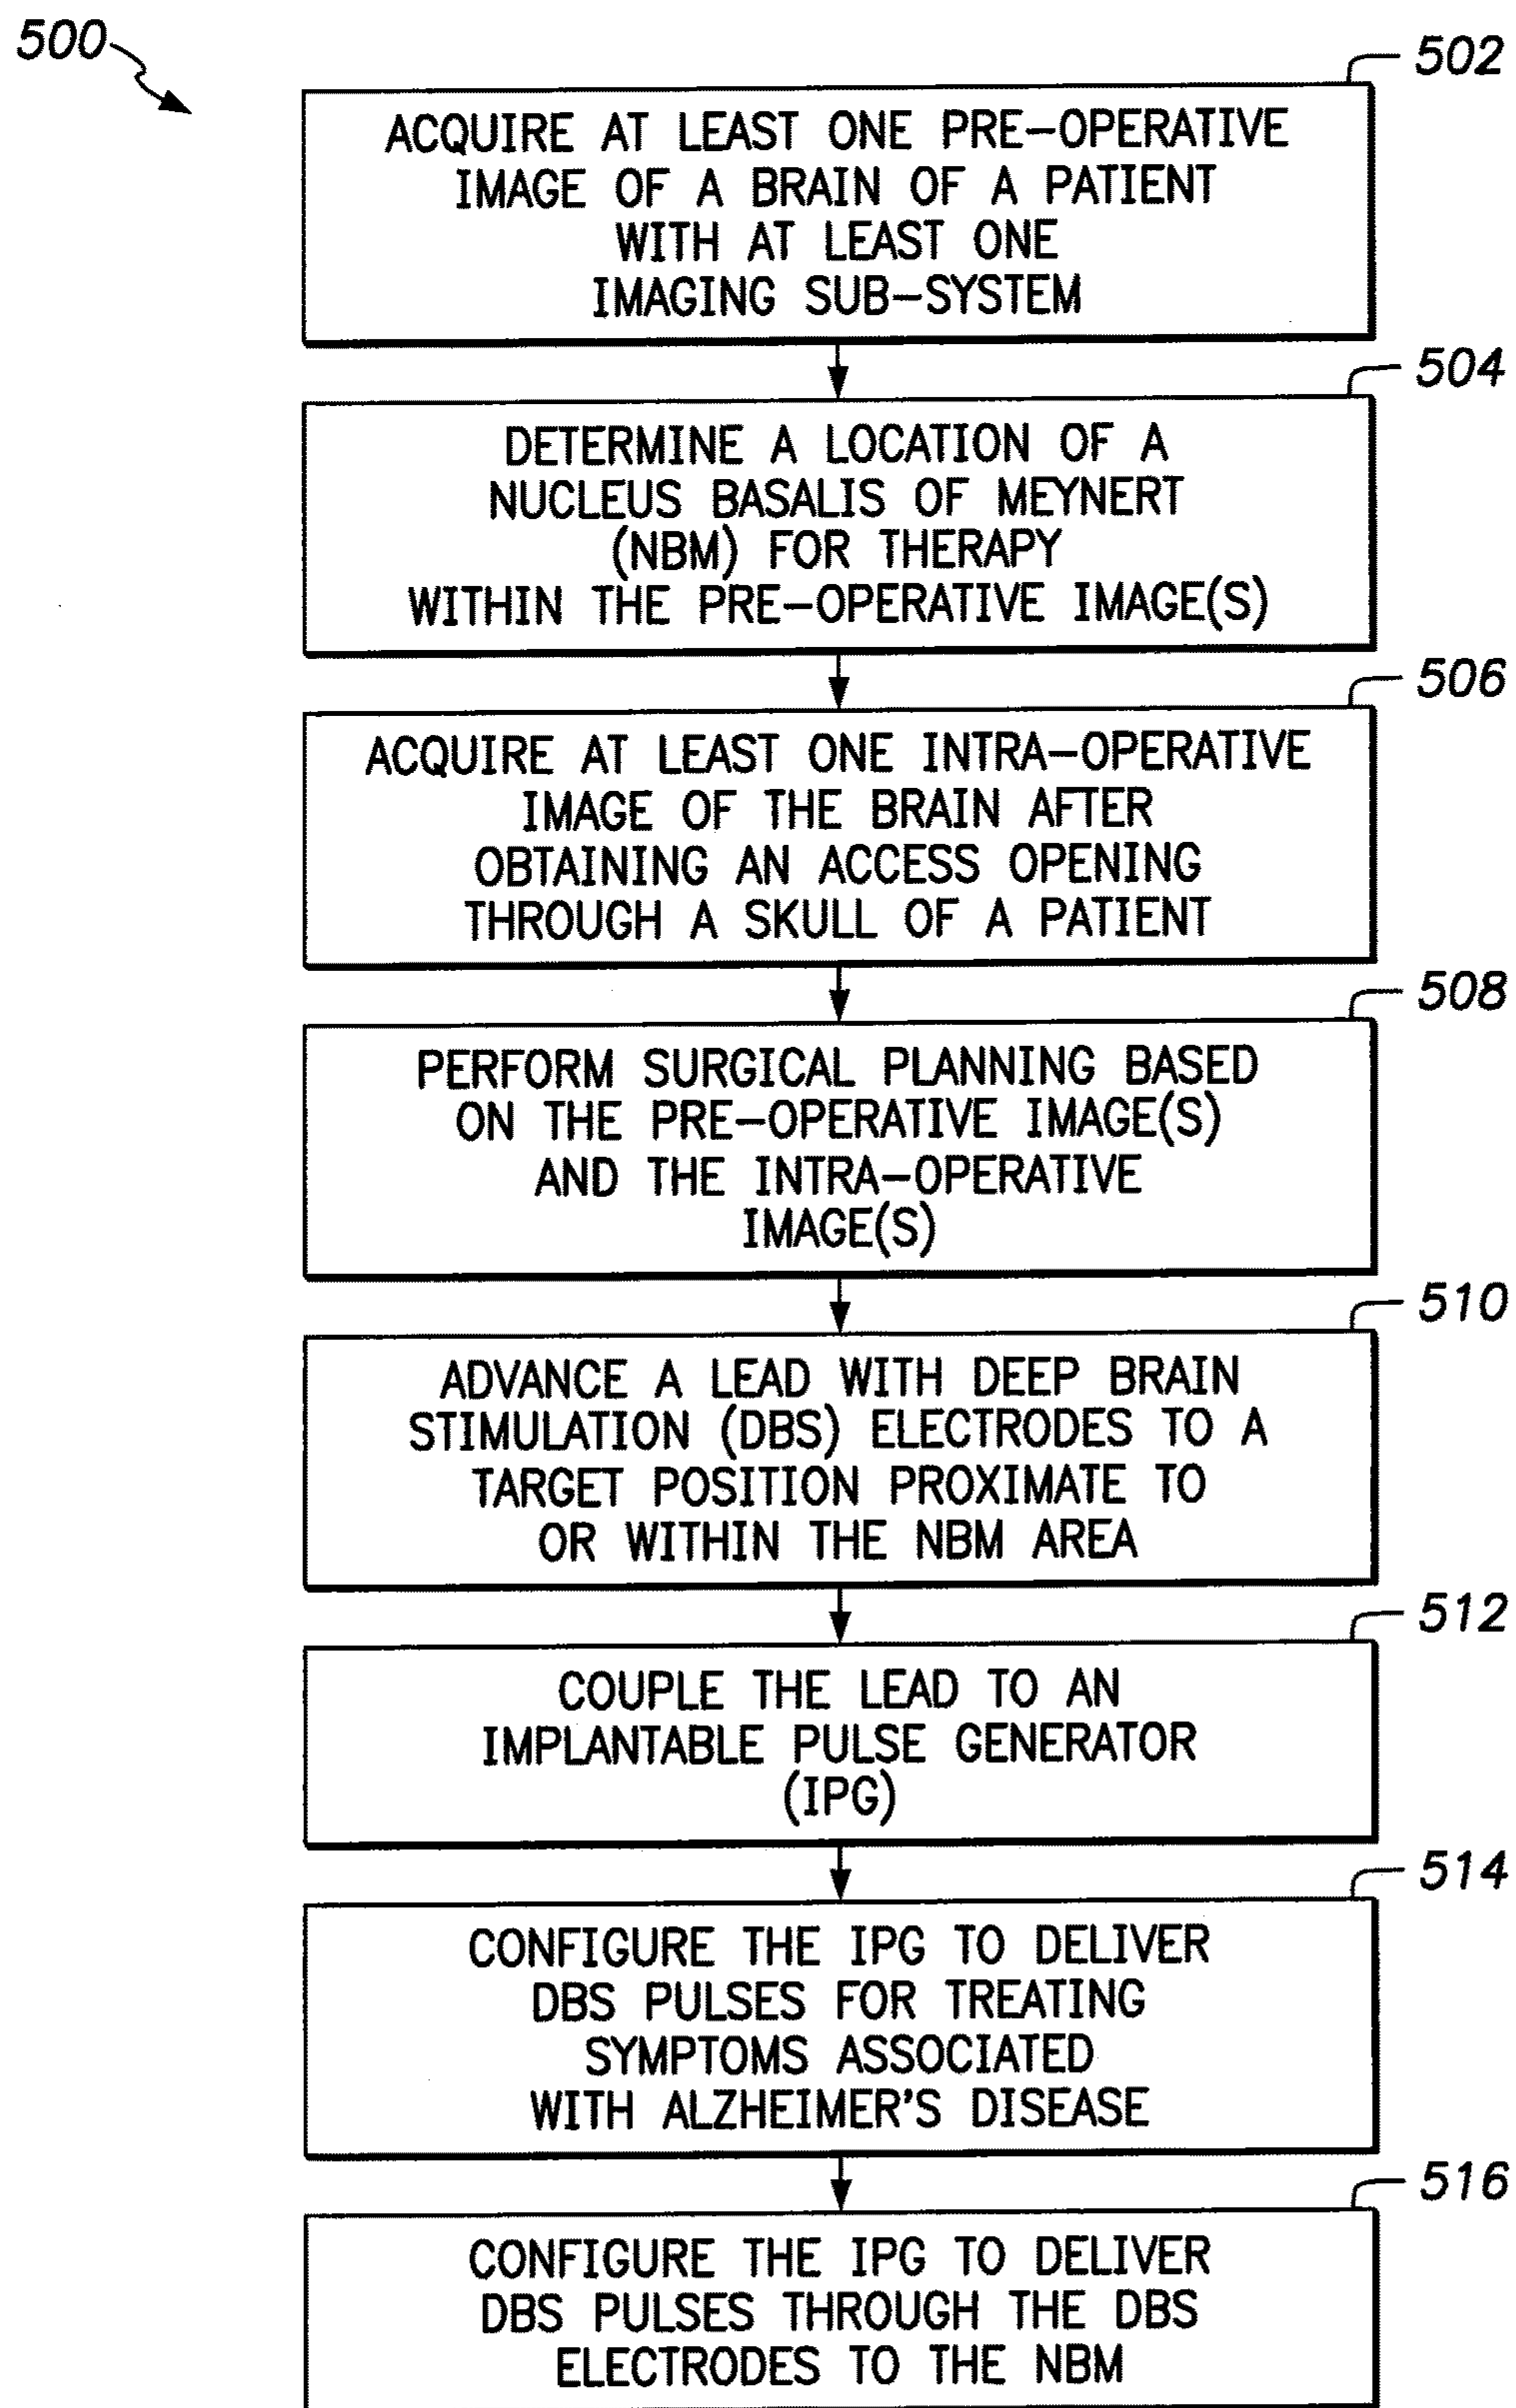 500
502
ACQUIRE AT LEAST ONE PRE-OPERATIVE
IMAGE OF A BRAIN OF A PATIENT
WITH AT LEAST ONE
IMAGING SUB-SYSTEM
504
DETERMINE A LOCATION OF A
NUCLEUS BASALIS OF MEYNERT
(NBM) FOR THERAPY
WITHIN THE PRE-OPERATIVE IMAGE(S)
506
ACQUIRE AT LEAST ONE INTRA-OPERATIVE
IMAGE OF THE BRAIN AFTER
OBTAINING AN ACCESS OPENING
THROUGH A SKULL OF A PATIENT
508
PERFORM SURGICAL PLANNING BASED
ON THE PRE-OPERATIVE IMAGE(S)
AND THE INTRA-OPERATIVE
IMAGE(S)
510
ADVANCE A LEAD WITH DEEP BRAIN
STIMULATION (DBS) ELECTRODES TO A
TARGET POSITION PROXIMATE TO
OR WITHIN THE NBM AREA
512
COUPLE THE LEAD TO AN
IMPLANTABLE PULSE GENERATOR
(IPG)
514
CONFIGURE THE IPG TO DELIVER
DBS PULSES FOR TREATING
SYMPTOMS ASSOCIATED
WITH ALZHEIMER'S DISEASE
516
CONFIGURE THE IPG TO DELIVER
DBS PULSES THROUGH THE DBS
ELECTRODES TO THE NBM